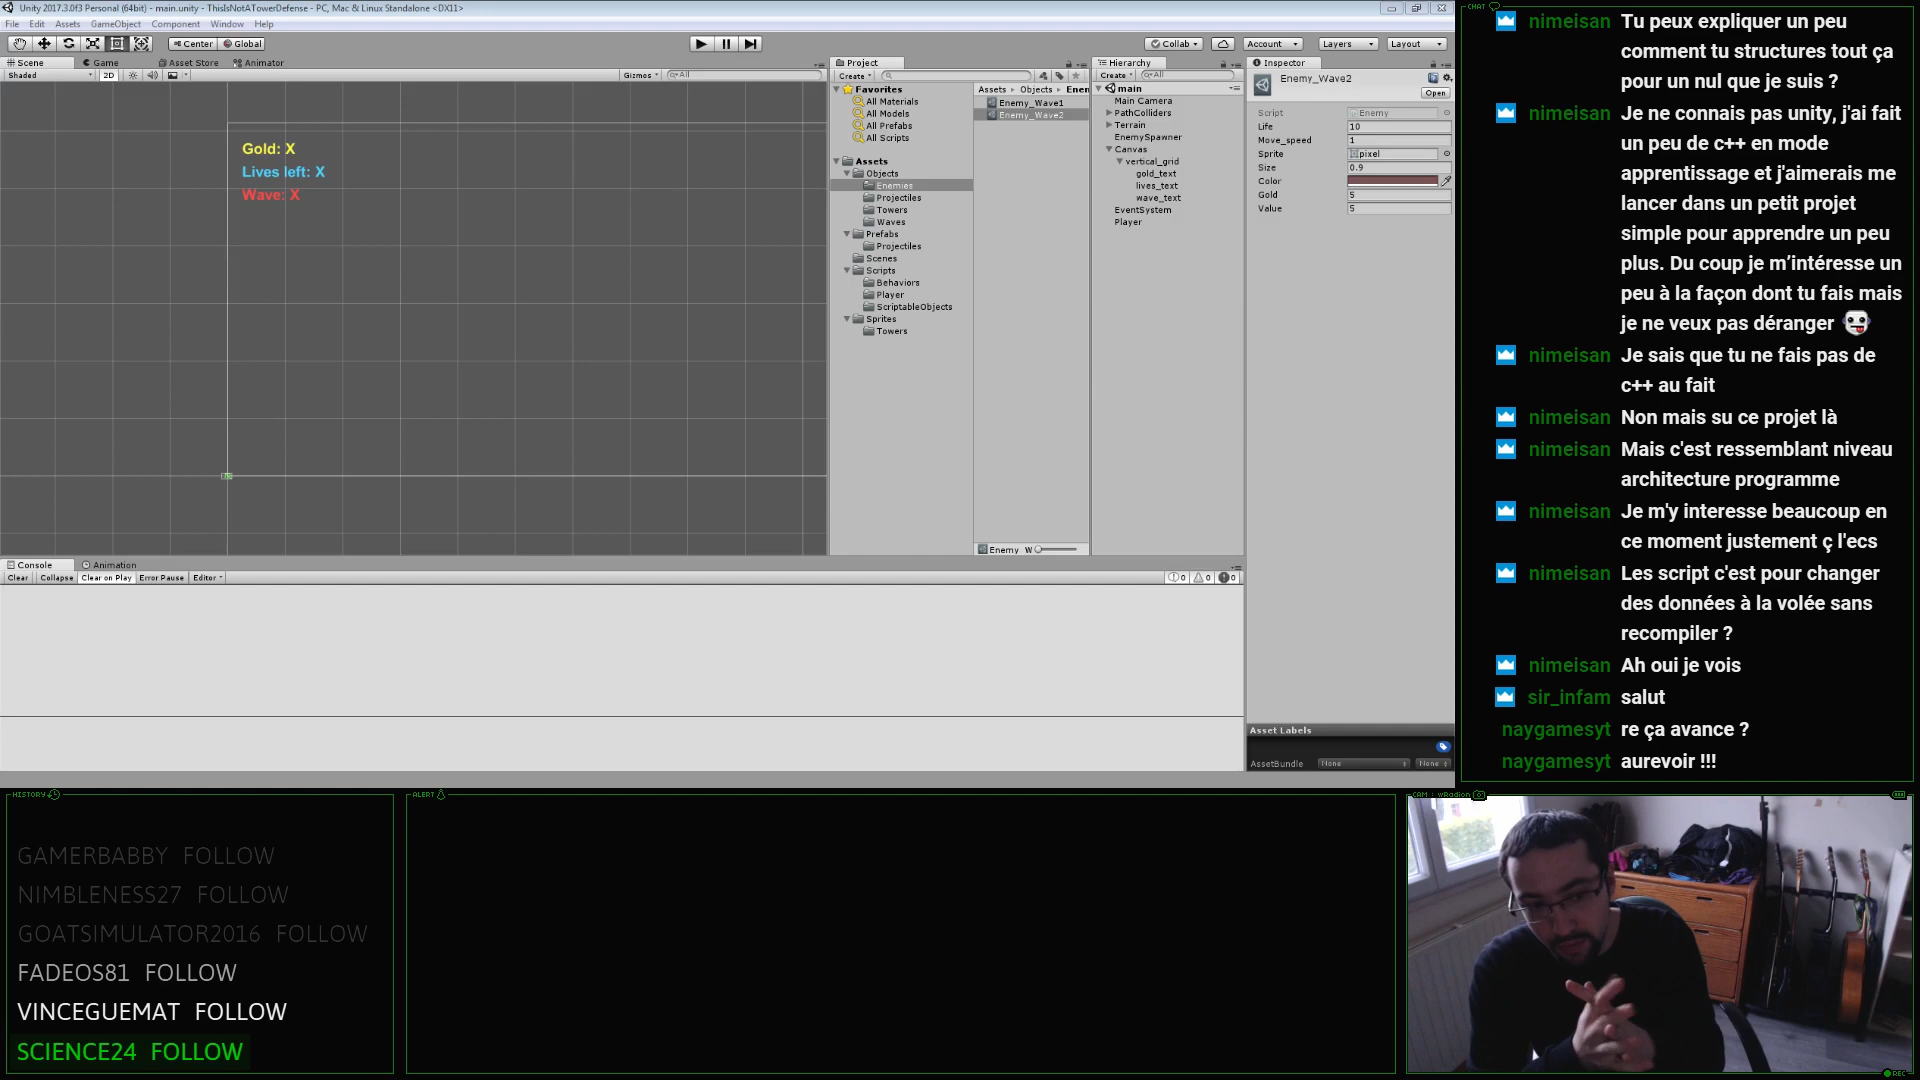 Unity 2017.3.0f3 Personal (64bit) - main.unity - ThisIsNotATowerDefense - PC, Mac & Linux Standalone <DX11>
File Edit Assets GameObject Component Window Help
Center Global
Collab Account Layers Layout
Scene Game Asset Store Animator
Shaded 2D Gizmos All
Gold: X
Lives left: X
Wave: X
Project
Create
Favorites
All Materials
All Models
All Prefabs
All Scripts
Assets
Objects
Enemies
Projectiles
Towers
Waves
Prefabs
Projectiles
Scenes
Scripts
Behaviors
Player
ScriptableObjects
Sprites
Towers
Assets Objects Enen
Enemy_Wave1
Enemy_Wave2
Enemy W
Hierarchy
Create All
main
Main Camera
PathColliders
Terrain
EnemySpawner
Canvas
vertical_grid
gold_text
lives_text
wave_text
EventSystem
Player
Inspector
Enemy_Wave2
Open
Script Enemy
Life 10
Move_speed 1
Sprite pixel
Size 0.9
Color
Gold 5
Value 5
Asset Labels
AssetBundle None None
Console Animation
Clear Collapse Clear on Play Error Pause Editor 0 0 0
CHAT
nimeisan Tu peux expliquer un peu
comment tu structures tout ça
pour un nul que je suis ?
nimeisan Je ne connais pas unity, j'ai fait
un peu de c++ en mode
apprentissage et j'aimerais me
lancer dans un petit projet
simple pour apprendre un peu
plus. Du coup je m’intéresse un
peu à la façon dont tu fais mais
je ne veux pas déranger
nimeisan Je sais que tu ne fais pas de
c++ au fait
nimeisan Non mais su ce projet là
nimeisan Mais c'est ressemblant niveau
architecture programme
nimeisan Je m'y interesse beaucoup en
ce moment justement ç l'ecs
nimeisan Les script c'est pour changer
des données à la volée sans
recompiler ?
nimeisan Ah oui je vois
sir_infam salut
naygamesyt re ça avance ?
naygamesyt aurevoir !!!
HISTORY
GAMERBABBY FOLLOW
NIMBLENESS27 FOLLOW
GOATSIMULATOR2016 FOLLOW
FADEOS81 FOLLOW
VINCEGUEMAT FOLLOW
SCIENCE24 FOLLOW
ALERT
CAM : wRadion
REC